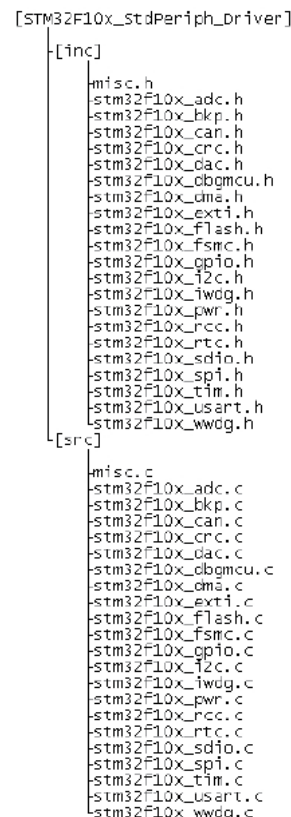 [STM32F10x_StdPeriph_Driver]
[inc]
misc.h
stm32f10x_adc.h
stm32f10x_bkp.h
stm32f10x_can.h
stm32f10x_crc.h
stm32f10x_dac.h
stm32f10x_dbgmcu.h
stm32f10x_dma.h
stm32f10x_exti.h
stm32f10x_flash.h
stm32f10x_fsmc.h
stm32f10x_gpio.h
stm32f10x_i2c.h
stm32f10x_iwdg.h
stm32f10x_pwr.h
stm32f10x_rcc.h
stm32f10x_rtc.h
stm32f10x_sdio.h
stm32f10x_spi.h
stm32f10x_tim.h
stm32f10x_usart.h
stm32f10x_wwdg.h
[src]
misc.c
stm32f10x_adc.c
stm32f10x_bkp.c
stm32f10x_can.c
stm32f10x_crc.c
stm32f10x_dac.c
stm32f10x_dbgmcu.c
stm32f10x_dma.c
stm32f10x_exti.c
stm32f10x_flash.c
stm32f10x_fsmc.c
stm32f10x_gpio.c
stm32f10x_i2c.c
stm32f10x_iwdg.c
stm32f10x_pwr.c
stm32f10x_rcc.c
stm32f10x_rtc.c
stm32f10x_sdio.c
stm32f10x_spi.c
stm32f10x_tim.c
stm32f10x_usart.c
stm32f10x_wwdg.c